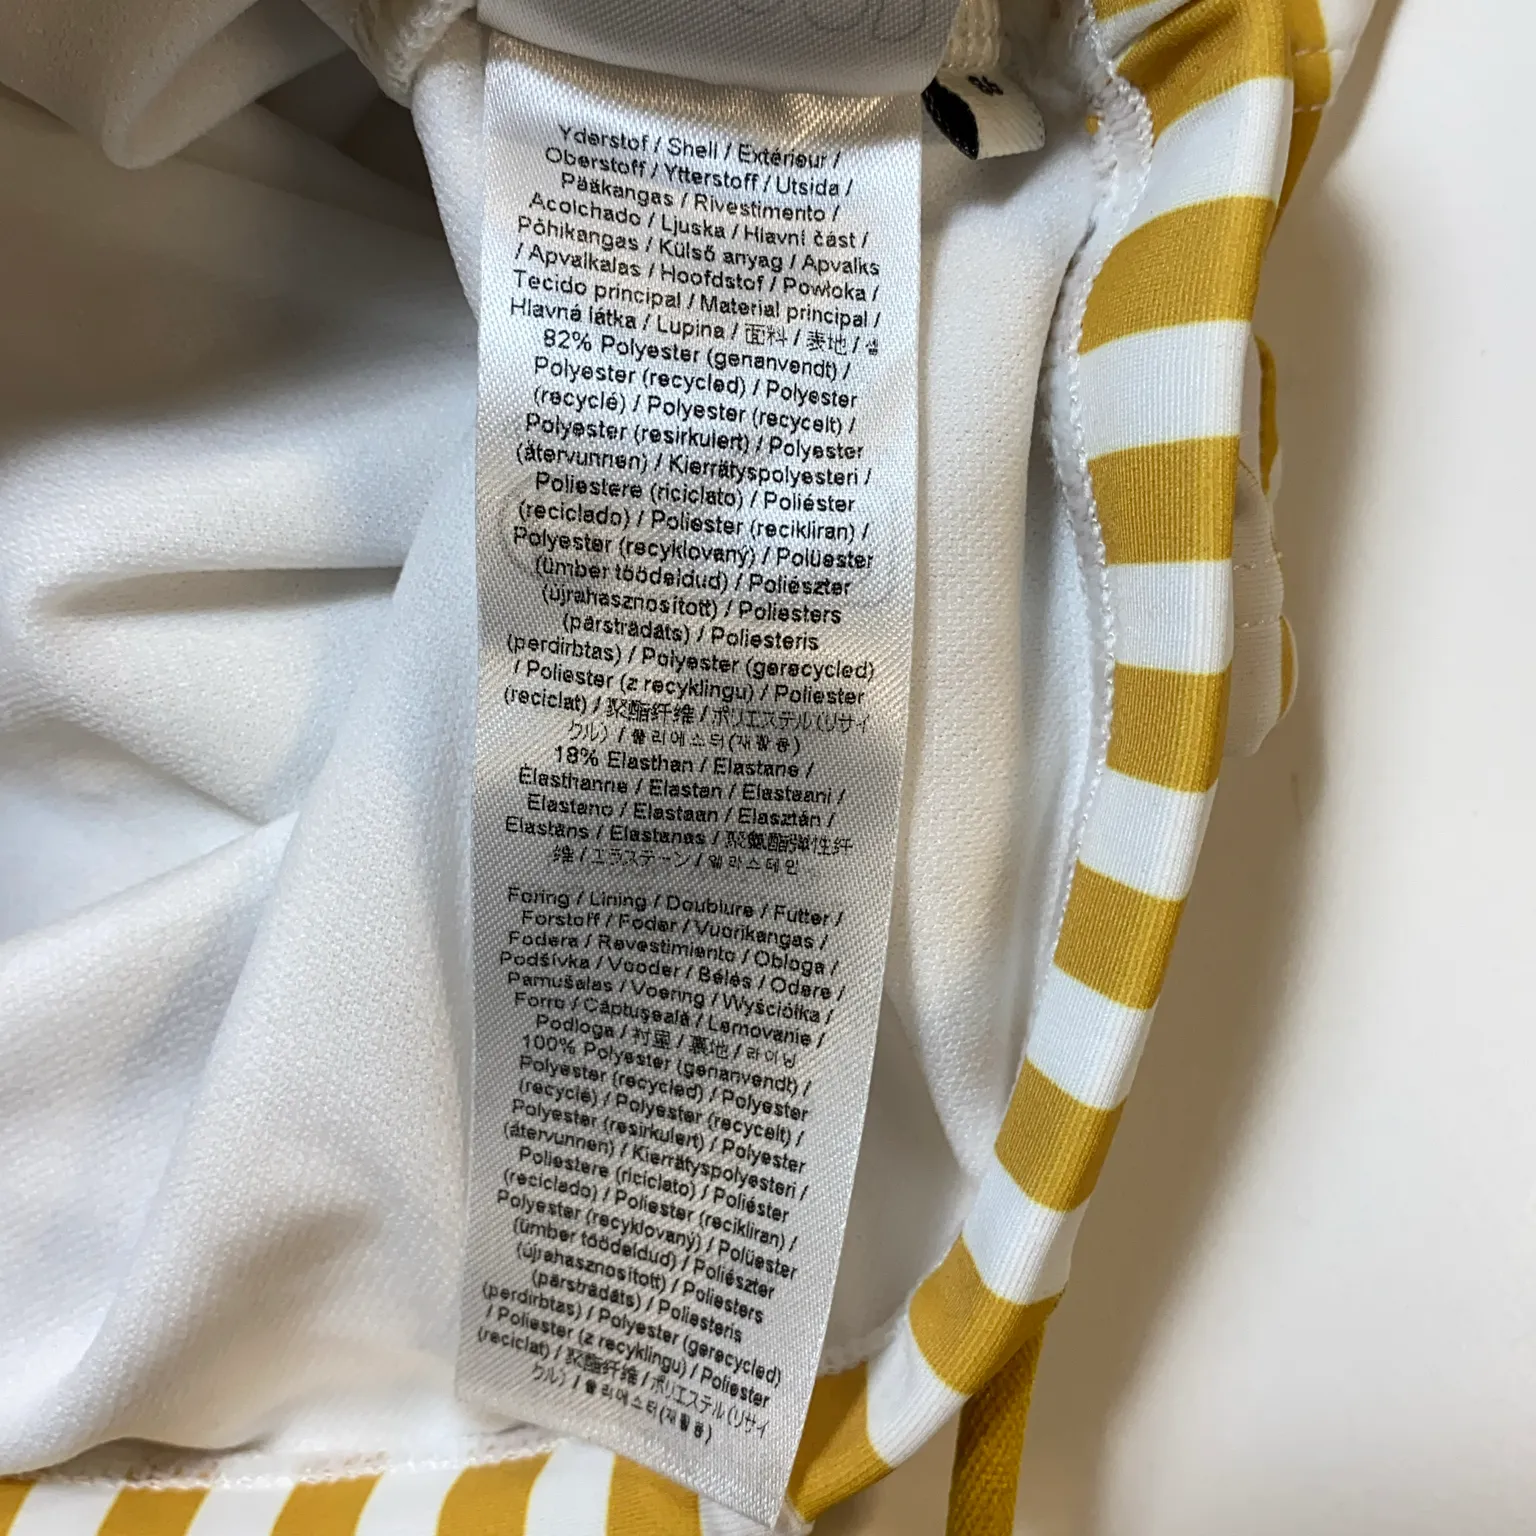 86
Yderstof / Shell / Extérieur /
Oberstoff / Ytterstoff / Utsida /
Pääkangas / Rivestimento /
Acolchado / Ljuska / Hlavní část /
Põhikangas / Külső anyag / Apvalks
/ Apvalkalas / Hoofdstof / Powłoka /
Tecido principal / Material principal /
Hlavná látka / Lupina / 面料 / 表地 / 쉘
82% Polyester (genanvendt) /
Polyester (recycled) / Polyester
(recyclé) / Polyester (recycelt) /
Polyester (resirkulert) / Polyester
(återvunnen) / Kierrätyspolyesteri /
Poliestere (riciclato) / Poliéster
(reciclado) / Poliester (recikliran) /
Polyester (recyklovaný) / Polüester
(ümber töödeldud) / Poliészter
(újrahasznosított) / Poliesters
(pārstrādāts) / Poliesteris
(perdirbtas) / Polyester (gerecycled)
/ Poliester (z recyklingu) / Poliester
(reciclat) / 聚酯纤维 / ポリエステル(リサイ
クル) / 폴리에스터(재활용)
18% Elasthan / Elastane /
Élasthanne / Elastan / Elastaani /
Elastano / Elastaan / Elasztán /
Elastāns / Elastanas / 聚氨酯弹性纤
维 / エラステーン / 엘라스테인
Foring / Lining / Doublure / Futter /
Forstoff / Foder / Vuorikangas /
Fodera / Revestimiento / Obloga /
Podšívka / Vooder / Bélés / Odere /
Pamušalas / Voering / Wyściółka /
Forro / Căptuşeală / Lemovanie /
Podloga / 村里 / 裏地 / 라이닝
100% Polyester (genanvendt) /
Polyester (recycled) / Polyester
(recyclé) / Polyester (recycelt) /
Polyester (resirkulert) / Polyester
(återvunnen) / Kierrätyspolyesteri /
Poliestere (riciclato) / Poliéster
(reciclado) / Poliester (recikliran) /
Polyester (recyklovaný) / Polüester
(ümber töödeldud) / Poliészter
(újrahasznosított) / Poliesters
(pārstrādāts) / Poliesteris
(perdirbtas) / Polyester (gerecycled)
/ Poliester (z recyklingu) / Poliester
(reciclat) / 聚酯纤维 / ポリエステル(リサイ
クル) / 폴리에스터(재활용)